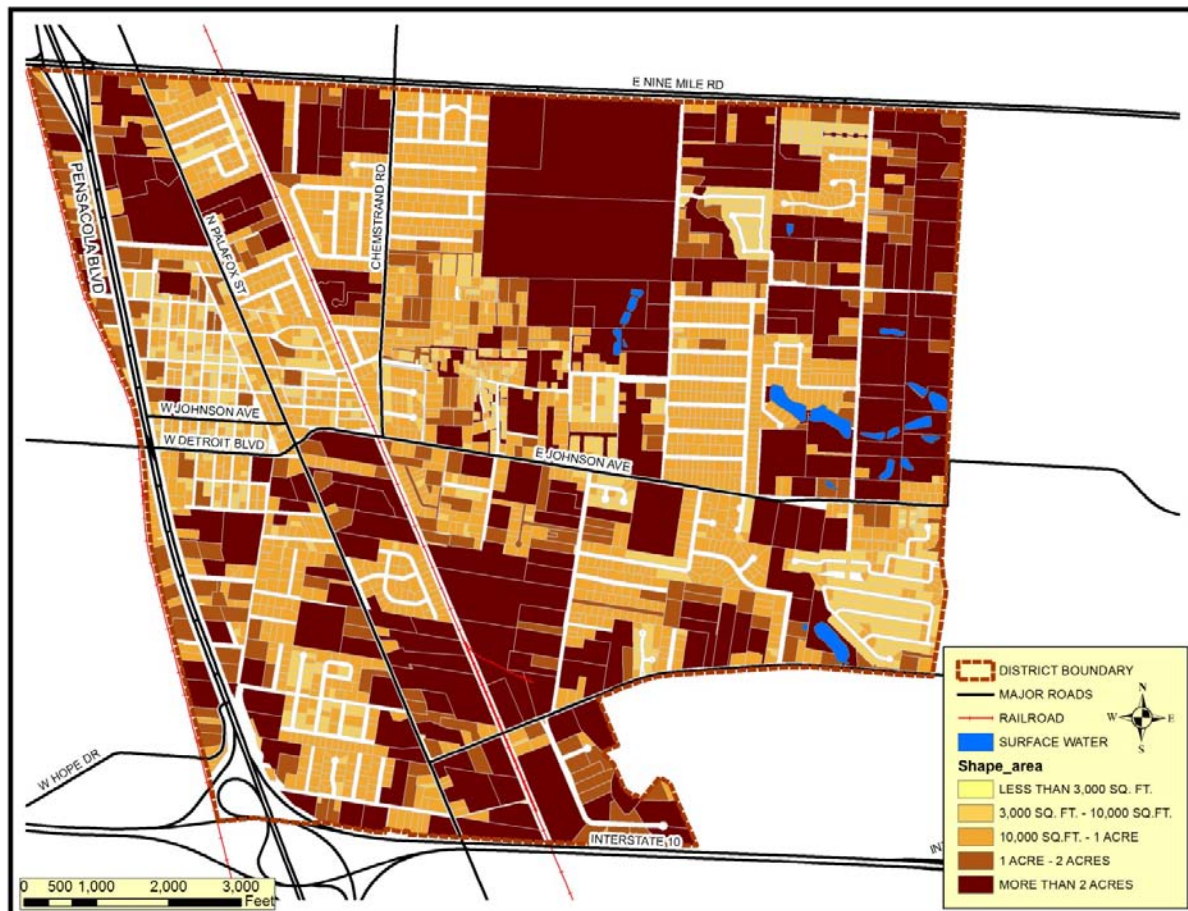 E NINE MILE RD
PENSACOLA BLVD
N PALAFOX ST
CHEMSTRAND RD
W JOHNSON AVE
W DETROIT BLVD
E JOHNSON AVE
W HOPE DR
INTERSTATE 10
0 500 1,000 2,000 3,000
Feet
DISTRICT BOUNDARY
MAJOR ROADS
RAILROAD
SURFACE WATER
N
W E
S
Shape_area
LESS THAN 3,000 SQ. FT.
3,000 SQ. FT. - 10,000 SQ.FT.
10,000 SQ.FT. - 1 ACRE
1 ACRE - 2 ACRES
MORE THAN 2 ACRES